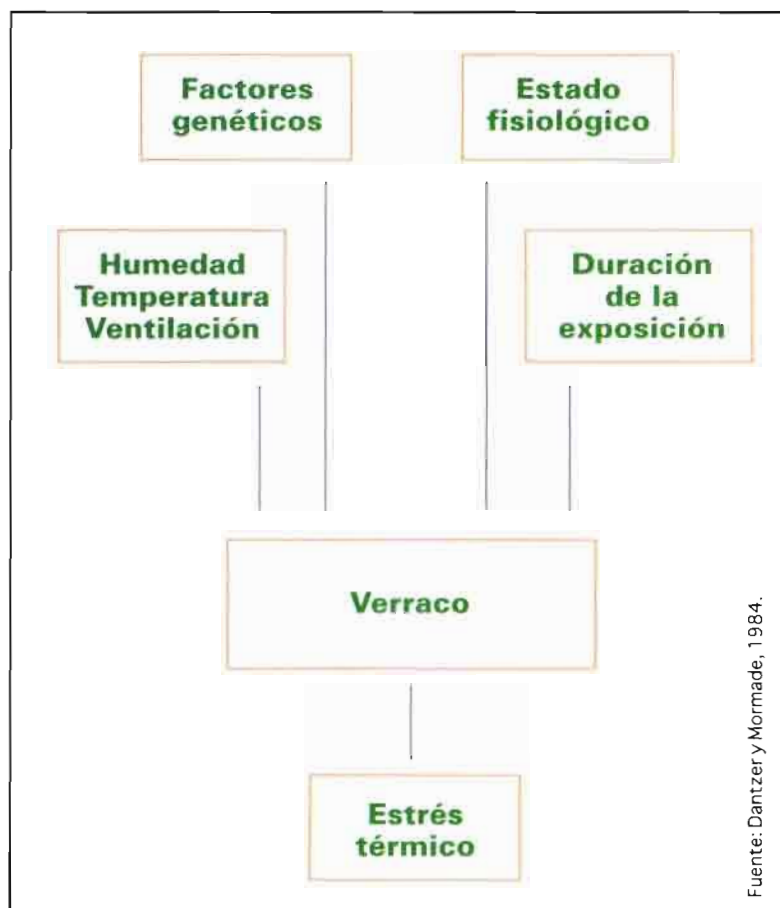 Factores
genéticos
Estado
fisiológico
Humedad
Temperatura
Ventilación
Duración
de la
exposición
Verraco
Estrés
térmico
Fuente: Dantzer y Mormade, 1984.